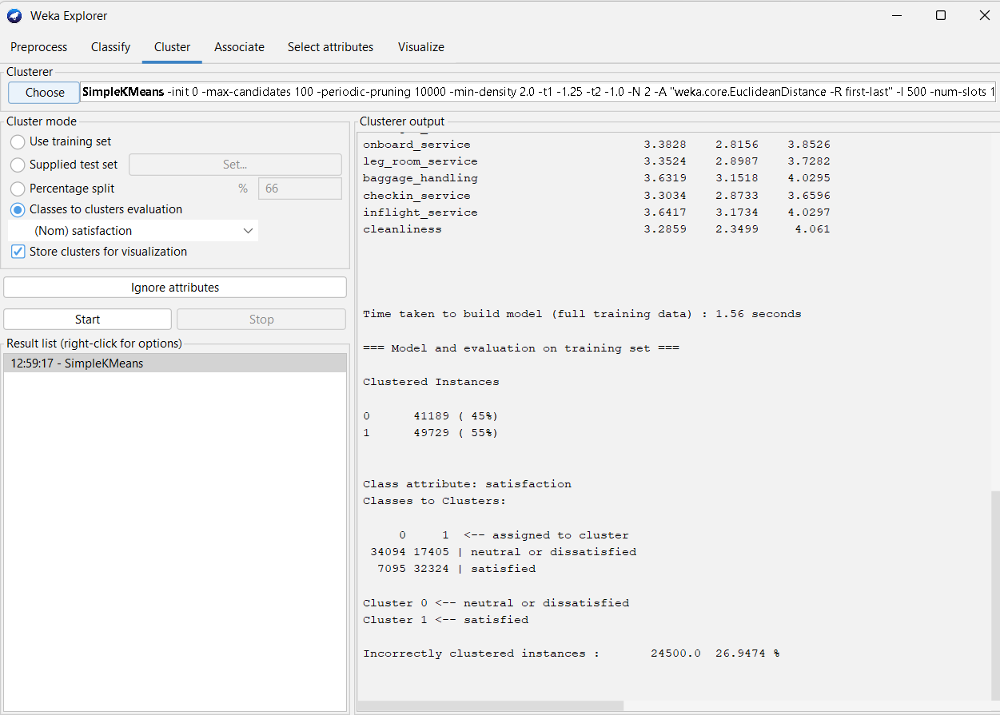 Weka Explorer
Preprocess Classify Cluster Associate Select attributes Visualize
Clusterer
Choose SimpleKMeans -init 0 -max-candidates 100 -periodic-pruning 10000 -min-density 2.0 -t1 -1.25 -t2 -1.0 -N 2 -A "weka.core.EuclideanDistance -R first-last" -I 500 -num-slots 1
Cluster mode
Use training set
Supplied test set Set...
Percentage split % 66
Classes to clusters evaluation
(Nom) satisfaction
Store clusters for visualization
Ignore attributes
Start Stop
Result list (right-click for options)
12:59:17 - SimpleKMeans
Clusterer output
onboard_service 3.3828 2.8156 3.8526
leg_room_service 3.3524 2.8987 3.7282
baggage_handling 3.6319 3.1518 4.0295
checkin_service 3.3034 2.8733 3.6596
inflight_service 3.6417 3.1734 4.0297
cleanliness 3.2859 2.3499 4.061
Time taken to build model (full training data) : 1.56 seconds
=== Model and evaluation on training set ===
Clustered Instances
0 41189 ( 45%)
1 49729 ( 55%)
Class attribute: satisfaction
Classes to Clusters:
0 1 <-- assigned to cluster
34094 17405 | neutral or dissatisfied
7095 32324 | satisfied
Cluster 0 <-- neutral or dissatisfied
Cluster 1 <-- satisfied
Incorrectly clustered instances : 24500.0 26.9474 %